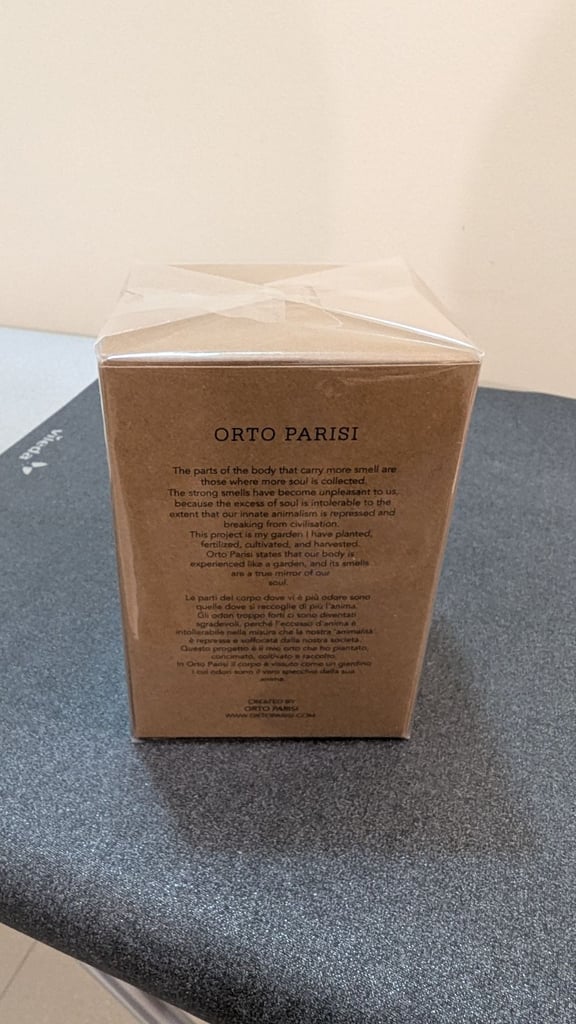 vileda
ORTO PARISI
The parts of the body that carry more smell are
those where more soul is collected.
The strong smells have become unpleasant to us,
because the excess of soul is intolerable to the
extent that our innate animalism is repressed and
breaking from civilisation.
This project is my garden I have planted,
fertilized, cultivated, and harvested.
Orto Parisi states that our body is
experienced like a garden, and its smells
are a true mirror of our
soul.
Le parti del corpo dove vi è più odore sono
quelle dove si raccoglie di più l'anima.
Gli odori troppo forti ci sono diventati
sgradevoli, perché l'eccesso d'anima è
intollerabile nella misura che la nostra 'animalità'
è repressa e soffocata dalla nostra società.
Questo progetto è il mio orto che ho piantato,
concimato, coltivato e raccolto.
In Orto Parisi il corpo è vissuto come un giardino
i cui odori sono il vero specchio della sua
anima.
CREATED BY
ORTO PARISI
WWW.ORTOPARISI.COM